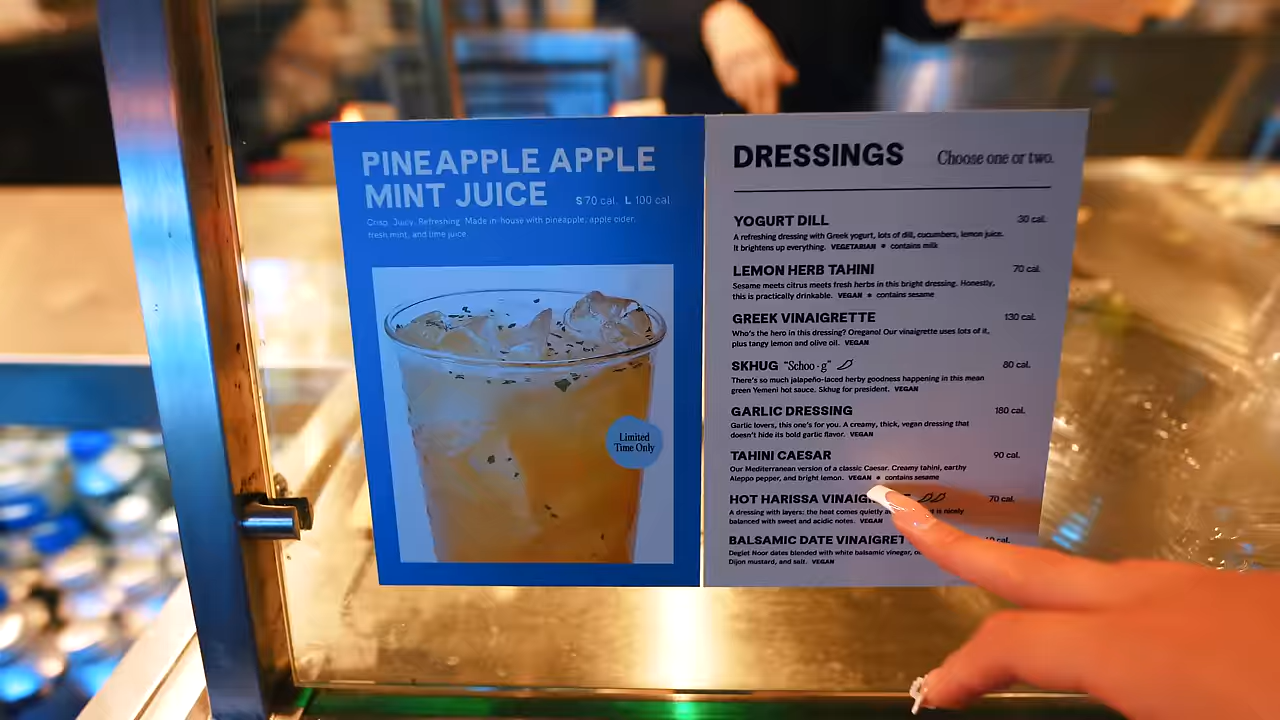 PINEAPPLE APPLE
MINT JUICE S 70 cal. L 100 cal.
Crisp. Juicy. Refreshing. Made in-house with pineapple, apple cider,
fresh mint, and lime juice.
Limited
Time Only
DRESSINGS Choose one or two.
YOGURT DILL 30 cal.
A refreshing dressing with Greek yogurt, lots of dill, cucumbers, lemon juice.
It brightens up everything. VEGETARIAN • contains milk
LEMON HERB TAHINI 70 cal.
Sesame meets citrus meets fresh herbs in this bright dressing. Honestly,
this is practically drinkable. VEGAN • contains sesame
GREEK VINAIGRETTE 130 cal.
Who's the hero in this dressing? Oregano! Our vinaigrette uses lots of it,
plus tangy lemon and olive oil. VEGAN
SKHUG "Schoo-g" 80 cal.
There's so much jalapeño-laced herby goodness happening in this mean
green Yemeni hot sauce. Skhug for president. VEGAN
GARLIC DRESSING 180 cal.
Garlic lovers, this one's for you. A creamy, thick, vegan dressing that
doesn't hide its bold garlic flavor. VEGAN
TAHINI CAESAR 90 cal.
Our Mediterranean version of a classic Caesar. Creamy tahini, earthy
Aleppo pepper, and bright lemon. VEGAN • contains sesame
HOT HARISSA 70 cal.
A dressing with layers: the heat comes quietly is nicely
balanced with sweet and acidic notes. VEGAN
BALSAMIC DATE cal.
Deglet Noor dates blended with white balsamic vinegar,
Dijon mustard, and salt. VEGAN